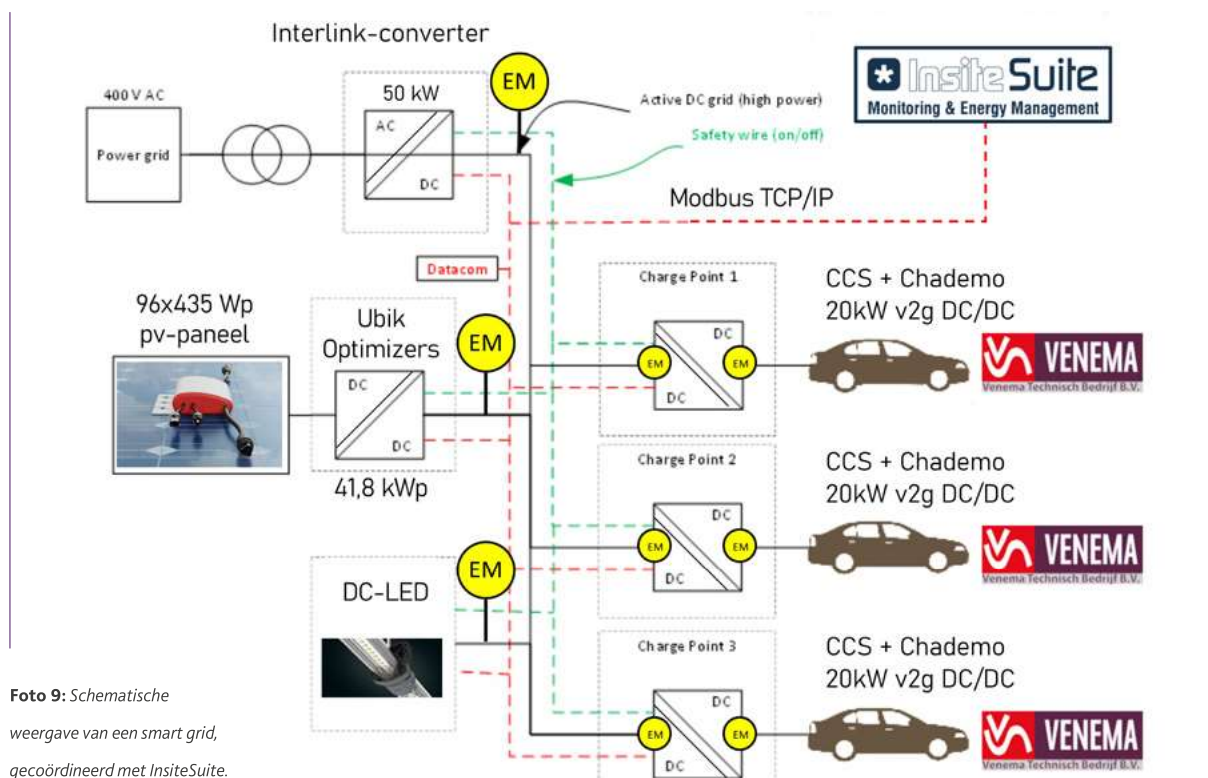 Interlink-converter
EM
400 V AC
50 kW
InsiteSuite
Monitoring & Energy Management
Active DC grid (high power)
AC
Power grid
Safety wire (on/off)
DC
Modbus TCP/IP
Datacom
96x435 Wp
pv-paneel
Ubik
Optimizers
EM
DC
DC
41,8 kWp
Charge Point 1
DC
EM
EM
DC
CCS + Chademo
20kW v2g DC/DC
VENEMA
Venema Technisch Bedrijf B.V.
Charge Point 2
DC
EM
EM
DC
CCS + Chademo
20kW v2g DC/DC
VENEMA
Venema Technisch Bedrijf B.V.
EM
DC-LED
Charge Point 3
DC
EM
EM
DC
CCS + Chademo
20kW v2g DC/DC
VENEMA
Venema Technisch Bedrijf B.V.
Foto 9: Schematische
weergave van een smart grid,
gecoördineerd met InsiteSuite.